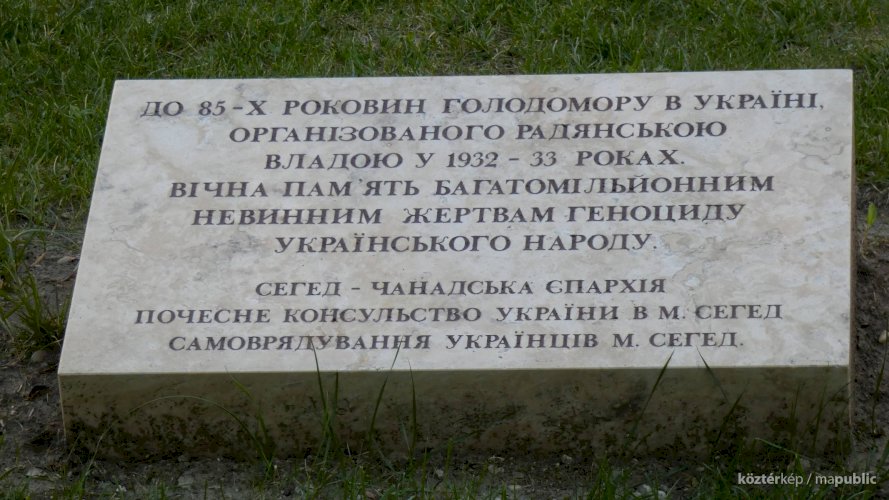 ДО 85-Х РОКОВИН ГОЛОДОМОРУ В УКРАЇНІ,
ОРГАНІЗОВАНОГО РАДЯНСЬКОЮ
ВЛАДОЮ У 1932 - 33 РОКАХ.
ВІЧНА ПАМ'ЯТЬ БАГАТОМІЛЬЙОННИМ
НЕВИННИМ ЖЕРТВАМ ГЕНОЦИДУ
УКРАЇНСЬКОГО НАРОДУ.
СЕГЕД - ЧАНАДСЬКА ЄПАРХІЯ
ПОЧЕСНЕ КОНСУЛЬСТВО УКРАЇНИ В М. СЕГЕД
САМОВРЯДУВАННЯ УКРАЇНЦІВ М. СЕГЕД.
köztérkép / mapublic